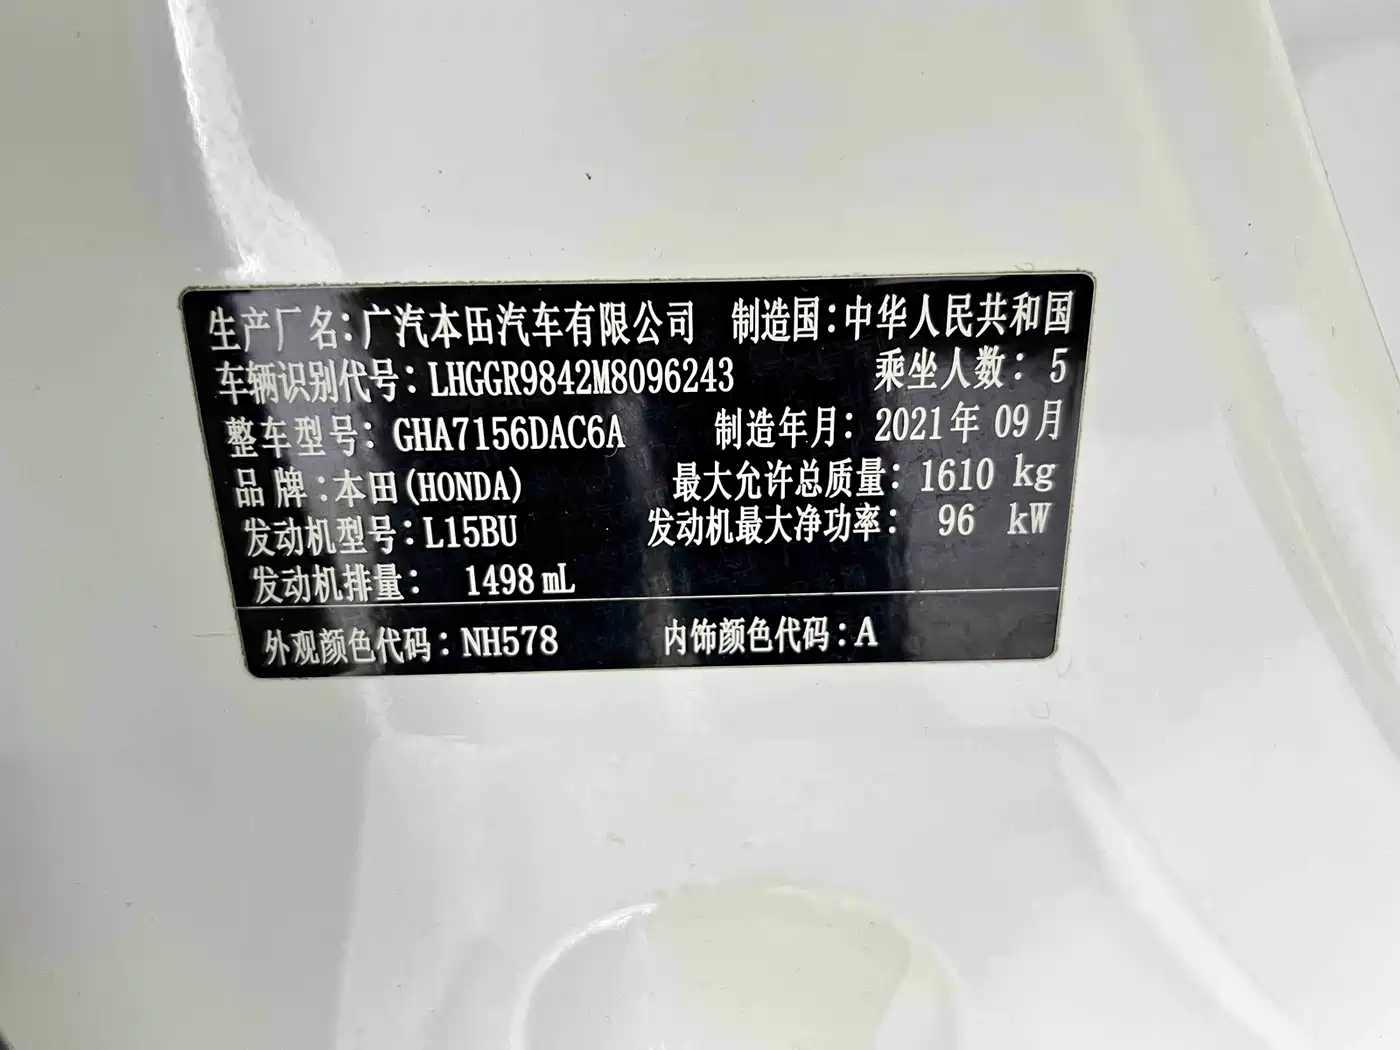 生产厂名：广汽本田汽车有限公司 制造国：中华人民共和国
车辆识别代号：LHGGR9842M8096243 乘坐人数：5
整车型号：GHA7156DAC6A 制造年月：2021年09月
品牌：本田(HONDA) 最大允许总质量：1610 kg
发动机型号：L15BU 发动机最大净功率：96 kW
发动机排量：1498 mL
外观颜色代码：NH578 内饰颜色代码：A